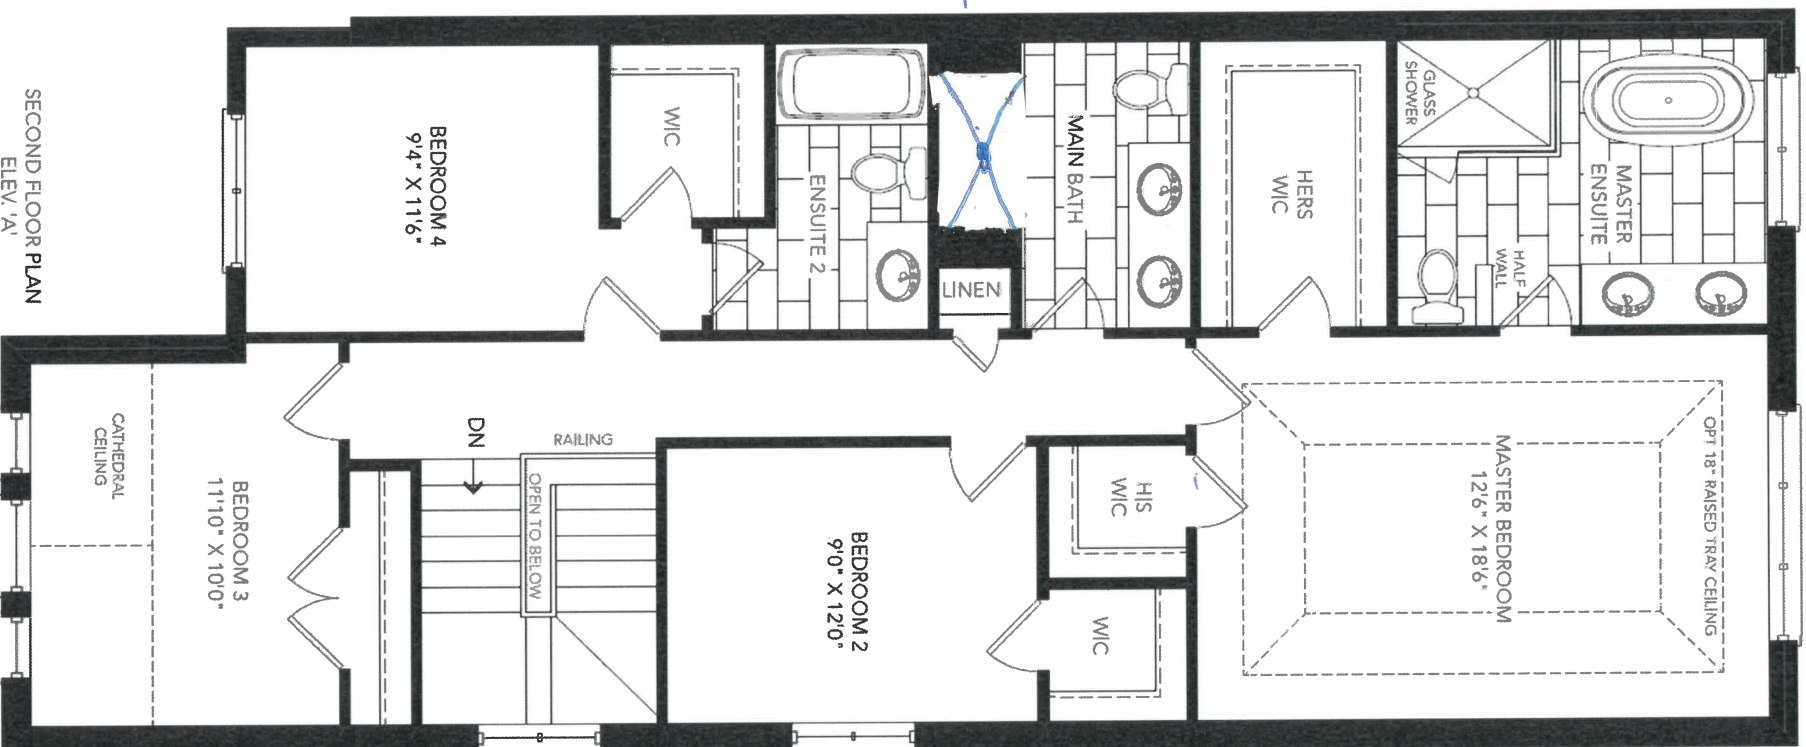 SECOND FLOOR PLAN
ELEV. 'A'
BEDROOM 4
9'4" X 11'6"
WIC
ENSUITE 2
LINEN
MAIN BATH
HERS
WIC
GLASS
SHOWER
MASTER
ENSUITE
HALF
WALL
CATHEDRAL
CEILING
BEDROOM 3
11'10" X 10'0"
DN
RAILING
OPEN TO BELOW
BEDROOM 2
9'0" X 12'0"
HIS
WIC
WIC
MASTER BEDROOM
12'6" X 18'6"
OPT 18" RAISED TRAY CEILING